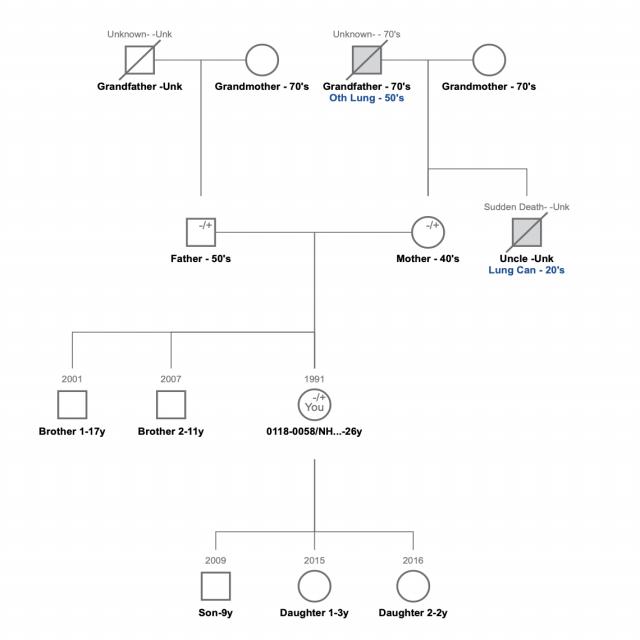 Unknown- -Unk
Unknown- - 70's
Grandfather -Unk
Grandmother - 70's
Grandfather - 70's
Oth Lung - 50's
Grandmother - 70's
Sudden Death- -Unk
-/+
-/+
Father - 50's
Mother - 40's
Uncle -Unk
Lung Can - 20's
2001
2007
1991
-/+
You
Brother 1-17y
Brother 2-11y
0118-0058/NH...-26y
2009
2015
2016
Son-9y
Daughter 1-3y
Daughter 2-2y